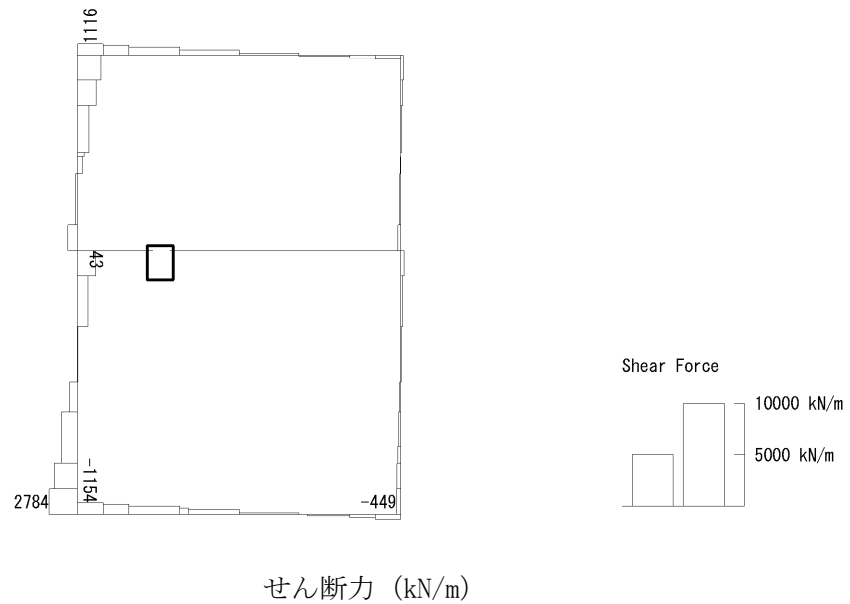 1116
43
Shear Force
10000 kN/m
5000 kN/m
-1154
2784
-449
せん断力 (kN/m)